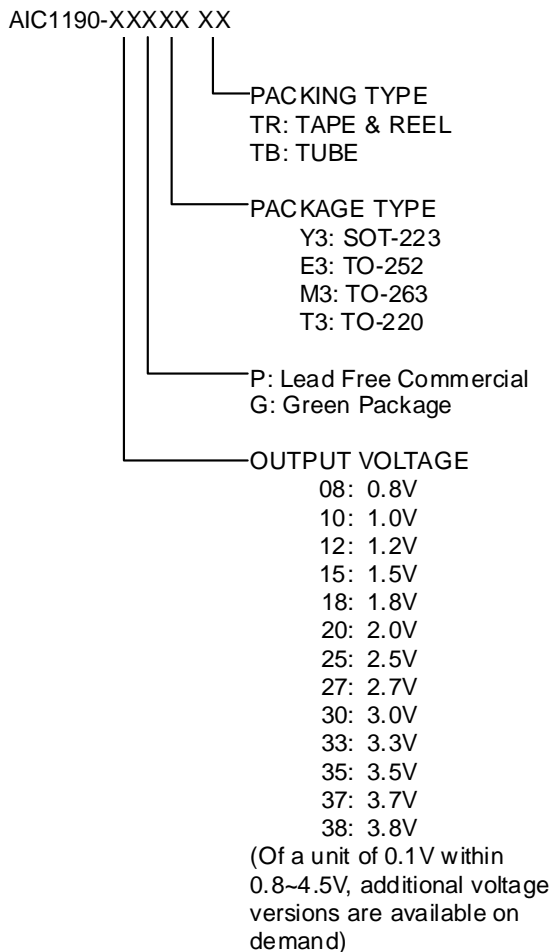 AIC1190-XXXXX XX
PACKING TYPE
TR: TAPE & REEL
TB: TUBE
PACKAGE TYPE
Y3: SOT-223
E3: TO-252
M3: TO-263
T3: TO-220
P: Lead Free Commercial
G: Green Package
OUTPUT VOLTAGE
08: 0.8V
10: 1.0V
12: 1.2V
15: 1.5V
18: 1.8V
20: 2.0V
25: 2.5V
27: 2.7V
30: 3.0V
33: 3.3V
35: 3.5V
37: 3.7V
38: 3.8V
(Of a unit of 0.1V within
0.8~4.5V, additional voltage
versions are available on
demand)